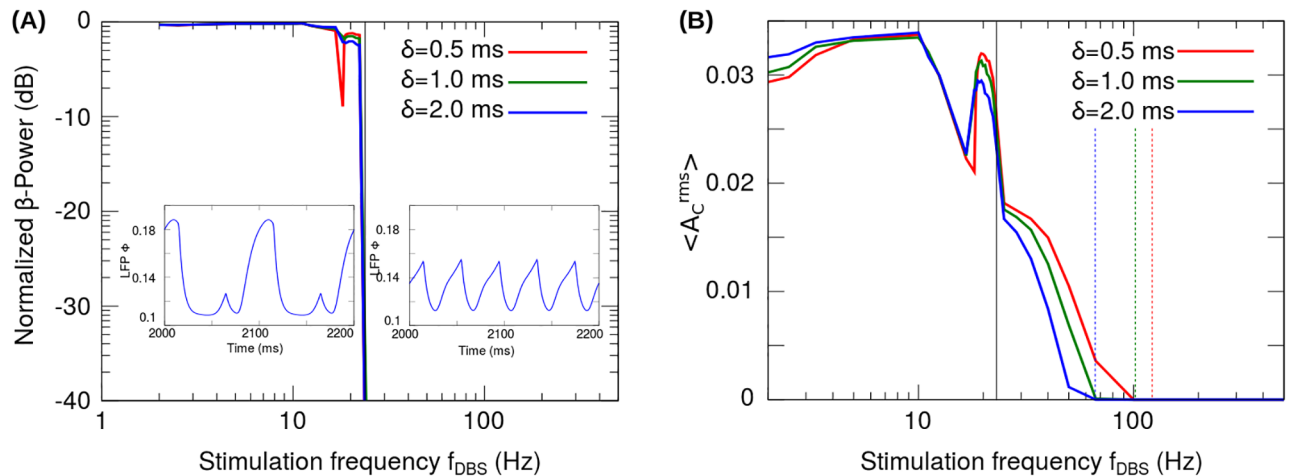 (A)
0
-10
-20
-30
-40
Normalized β-Power (dB)
δ=0.5 ms
δ=1.0 ms
δ=2.0 ms
LFP Φ
0.18
0.14
0.1
2000
2100
2200
Time (ms)
LFP Φ
0.18
0.14
0.1
2000
2100
2200
Time (ms)
1
10
100
Stimulation frequency f_DBS (Hz)
(B)
0.03
0.02
0.01
0
<A_C^rms>
δ=0.5 ms
δ=1.0 ms
δ=2.0 ms
10
100
Stimulation frequency f_DBS (Hz)